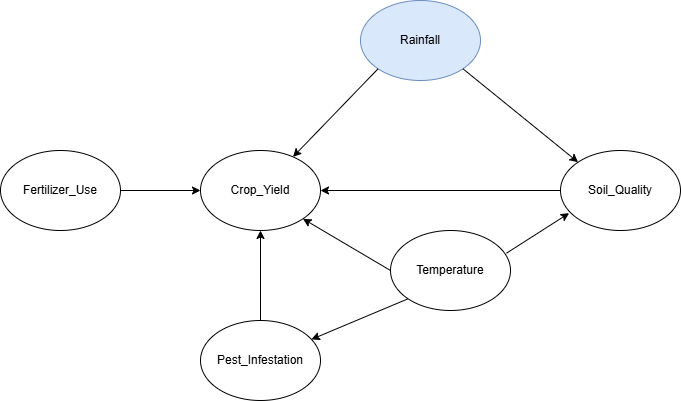 Rainfall
Fertilizer_Use
Crop_Yield
Soil_Quality
Temperature
Pest_Infestation